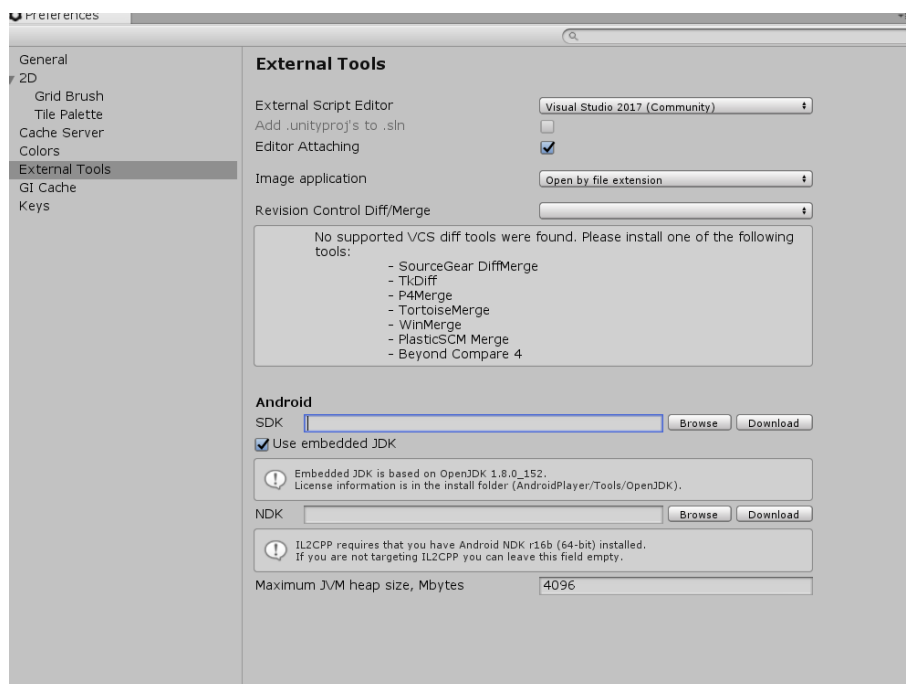 Preferences
General
2D
Grid Brush
Tile Palette
Cache Server
Colors
External Tools
GI Cache
Keys
External Tools
External Script Editor
Visual Studio 2017 (Community)
Add .unityproj's to .sln
Editor Attaching
Image application
Open by file extension
Revision Control Diff/Merge
No supported VCS diff tools were found. Please install one of the following
tools:
- SourceGear DiffMerge
- TkDiff
- P4Merge
- TortoiseMerge
- WinMerge
- PlasticSCM Merge
- Beyond Compare 4
Android
SDK
Browse
Download
Use embedded JDK
Embedded JDK is based on OpenJDK 1.8.0_152.
License information is in the install folder (AndroidPlayer/Tools/OpenJDK).
NDK
Browse
Download
IL2CPP requires that you have Android NDK r16b (64-bit) installed.
If you are not targeting IL2CPP you can leave this field empty.
Maximum JVM heap size, Mbytes
4096